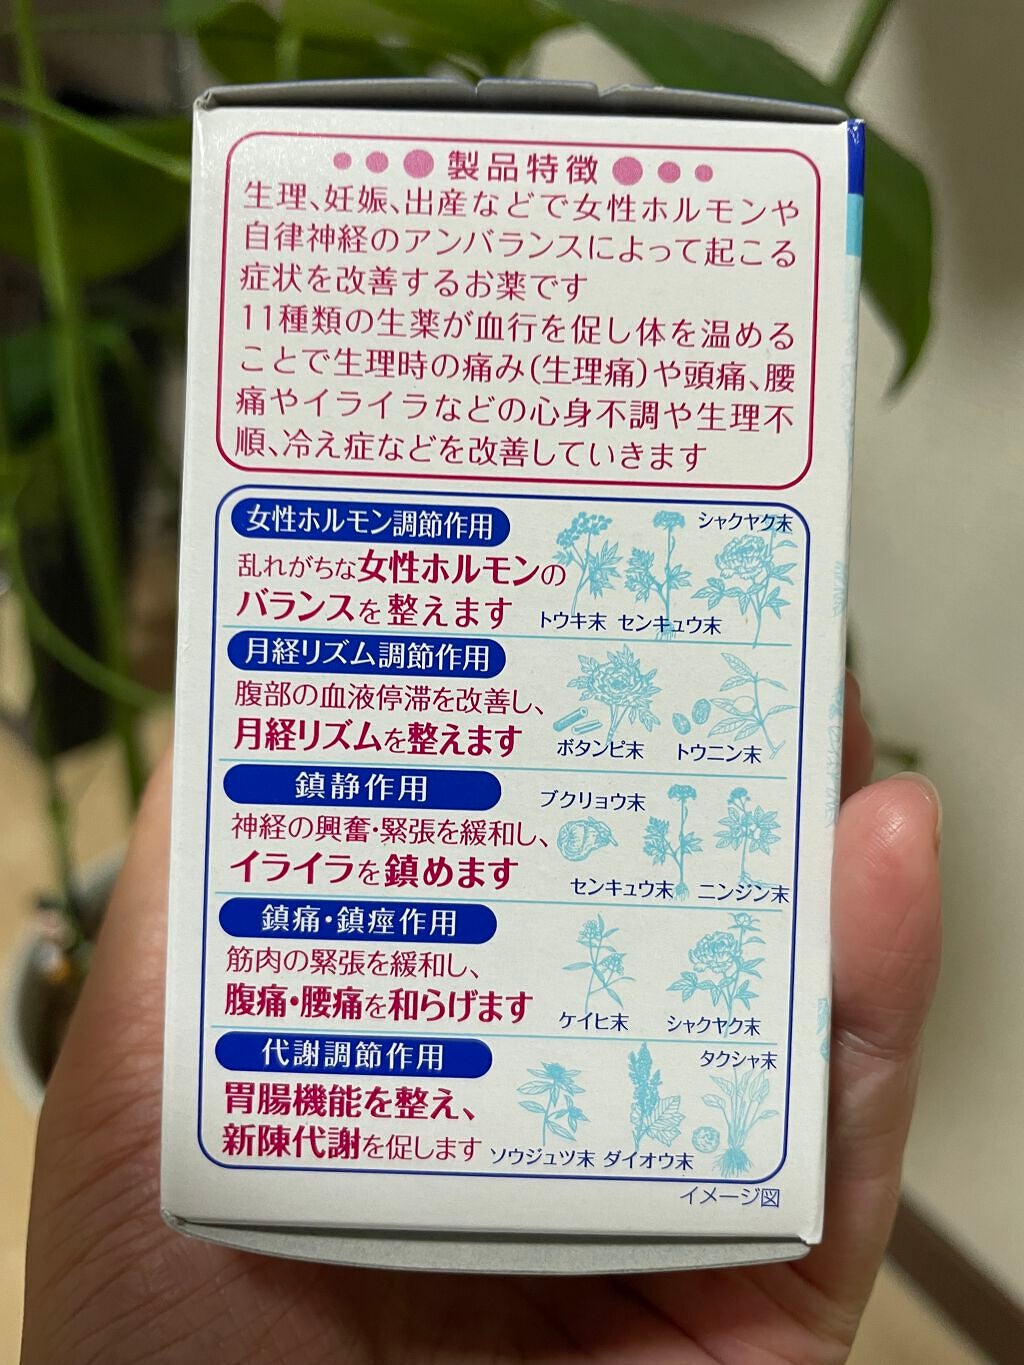 製品特徴
生理、妊娠、出産などで女性ホルモンや
自律神経のアンバランスによって起こる
症状を改善するお薬です
11種類の生薬が血行を促し体を温める
ことで生理時の痛み(生理痛)や頭痛、腰
痛やイライラなどの心身不調や生理不
順、冷え症などを改善していきます
女性ホルモン調節作用
乱れがちな女性ホルモンの
バランスを整えます
シャクヤク末
トウキ末 センキュウ末
月経リズム調節作用
腹部の血液停滞を改善し、
月経リズムを整えます
ボタンピ末 トウニン末
鎮静作用
神経の興奮・緊張を緩和し、
イライラを鎮めます
ブクリョウ末
センキュウ末 ニンジン末
鎮痛・鎮痙作用
筋肉の緊張を緩和し、
腹痛・腰痛を和らげます
ケイヒ末 シャクヤク末
代謝調節作用
胃腸機能を整え、
新陳代謝を促します
タクシャ末
ソウジュツ末 ダイオウ末
イメージ図